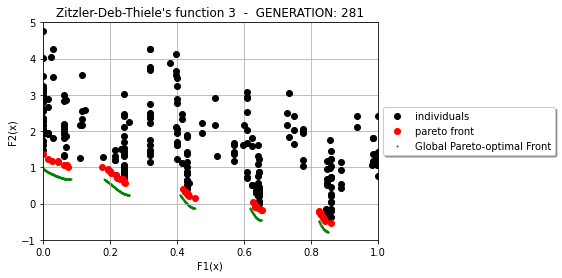 Zitzler-Deb-Thiele's function 3 - GENERATION: 281
5
4
3
2
1
0
−1
F2(x)
0.0 0.2 0.4 0.6 0.8 1.0
F1(x)
individuals
pareto front
Global Pareto-optimal Front